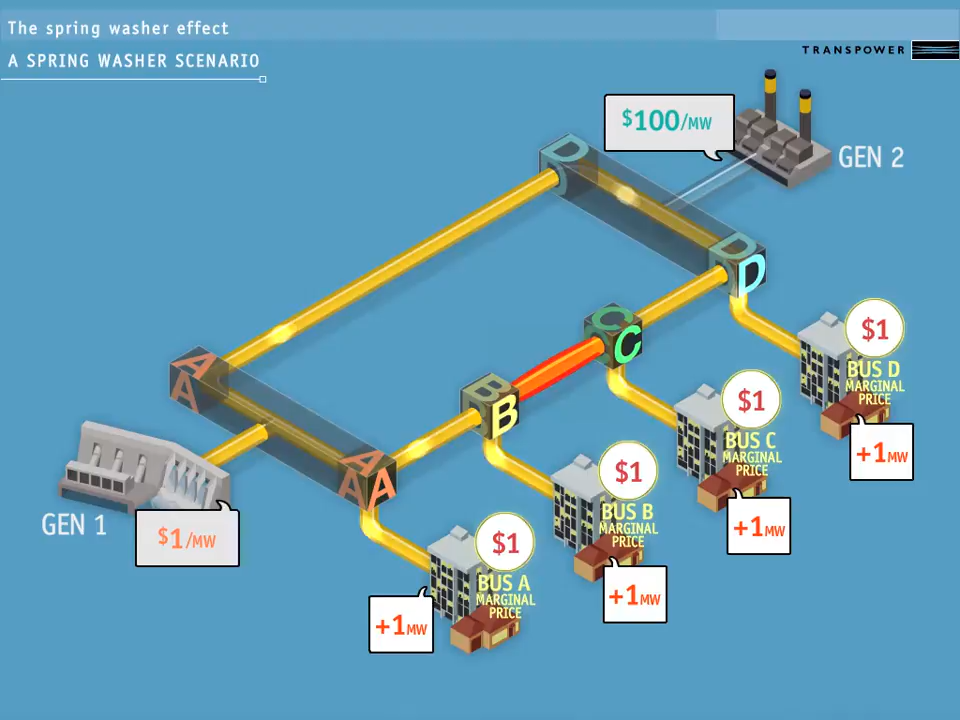 The spring washer effect
A SPRING WASHER SCENARIO
TRANSPOWER
$100/MW
GEN 2
D
D
D
C
C
A
A
B
B
A
A
A
$1
BUS D
MARGINAL
PRICE
+1MW
$1
BUS C
MARGINAL
PRICE
+1MW
$1
BUS B
MARGINAL
PRICE
+1MW
GEN 1
$1/MW
$1
BUS A
MARGINAL
PRICE
+1MW